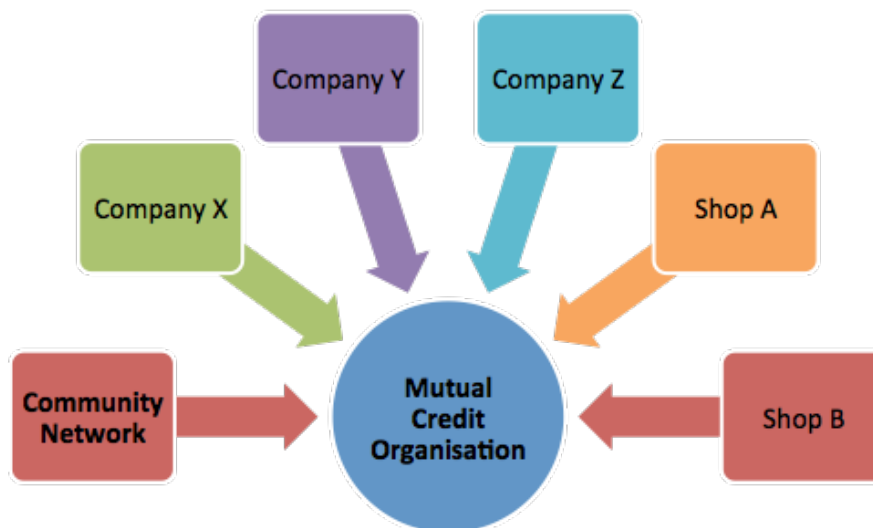 Company Y
Company Z
Company X
Shop A
Community
Network
Mutual
Credit
Organisation
Shop B